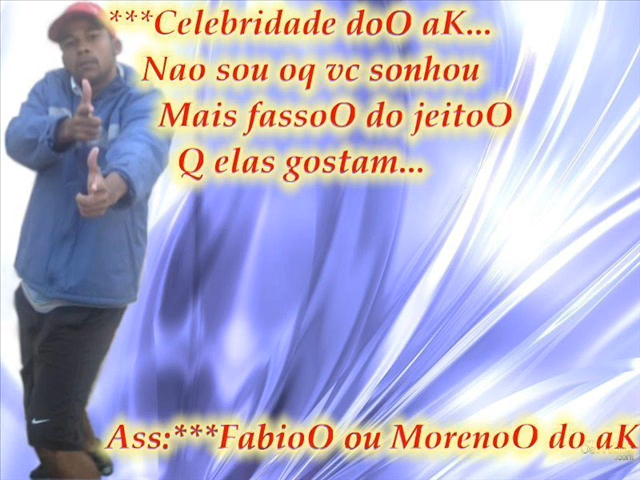 ***Celebridade doO aK...
Nao sou oq vc sonhou
Mais fassoO do jeitoO
Q elas gostam...
Ass:***FabioO ou MorenoO do aK